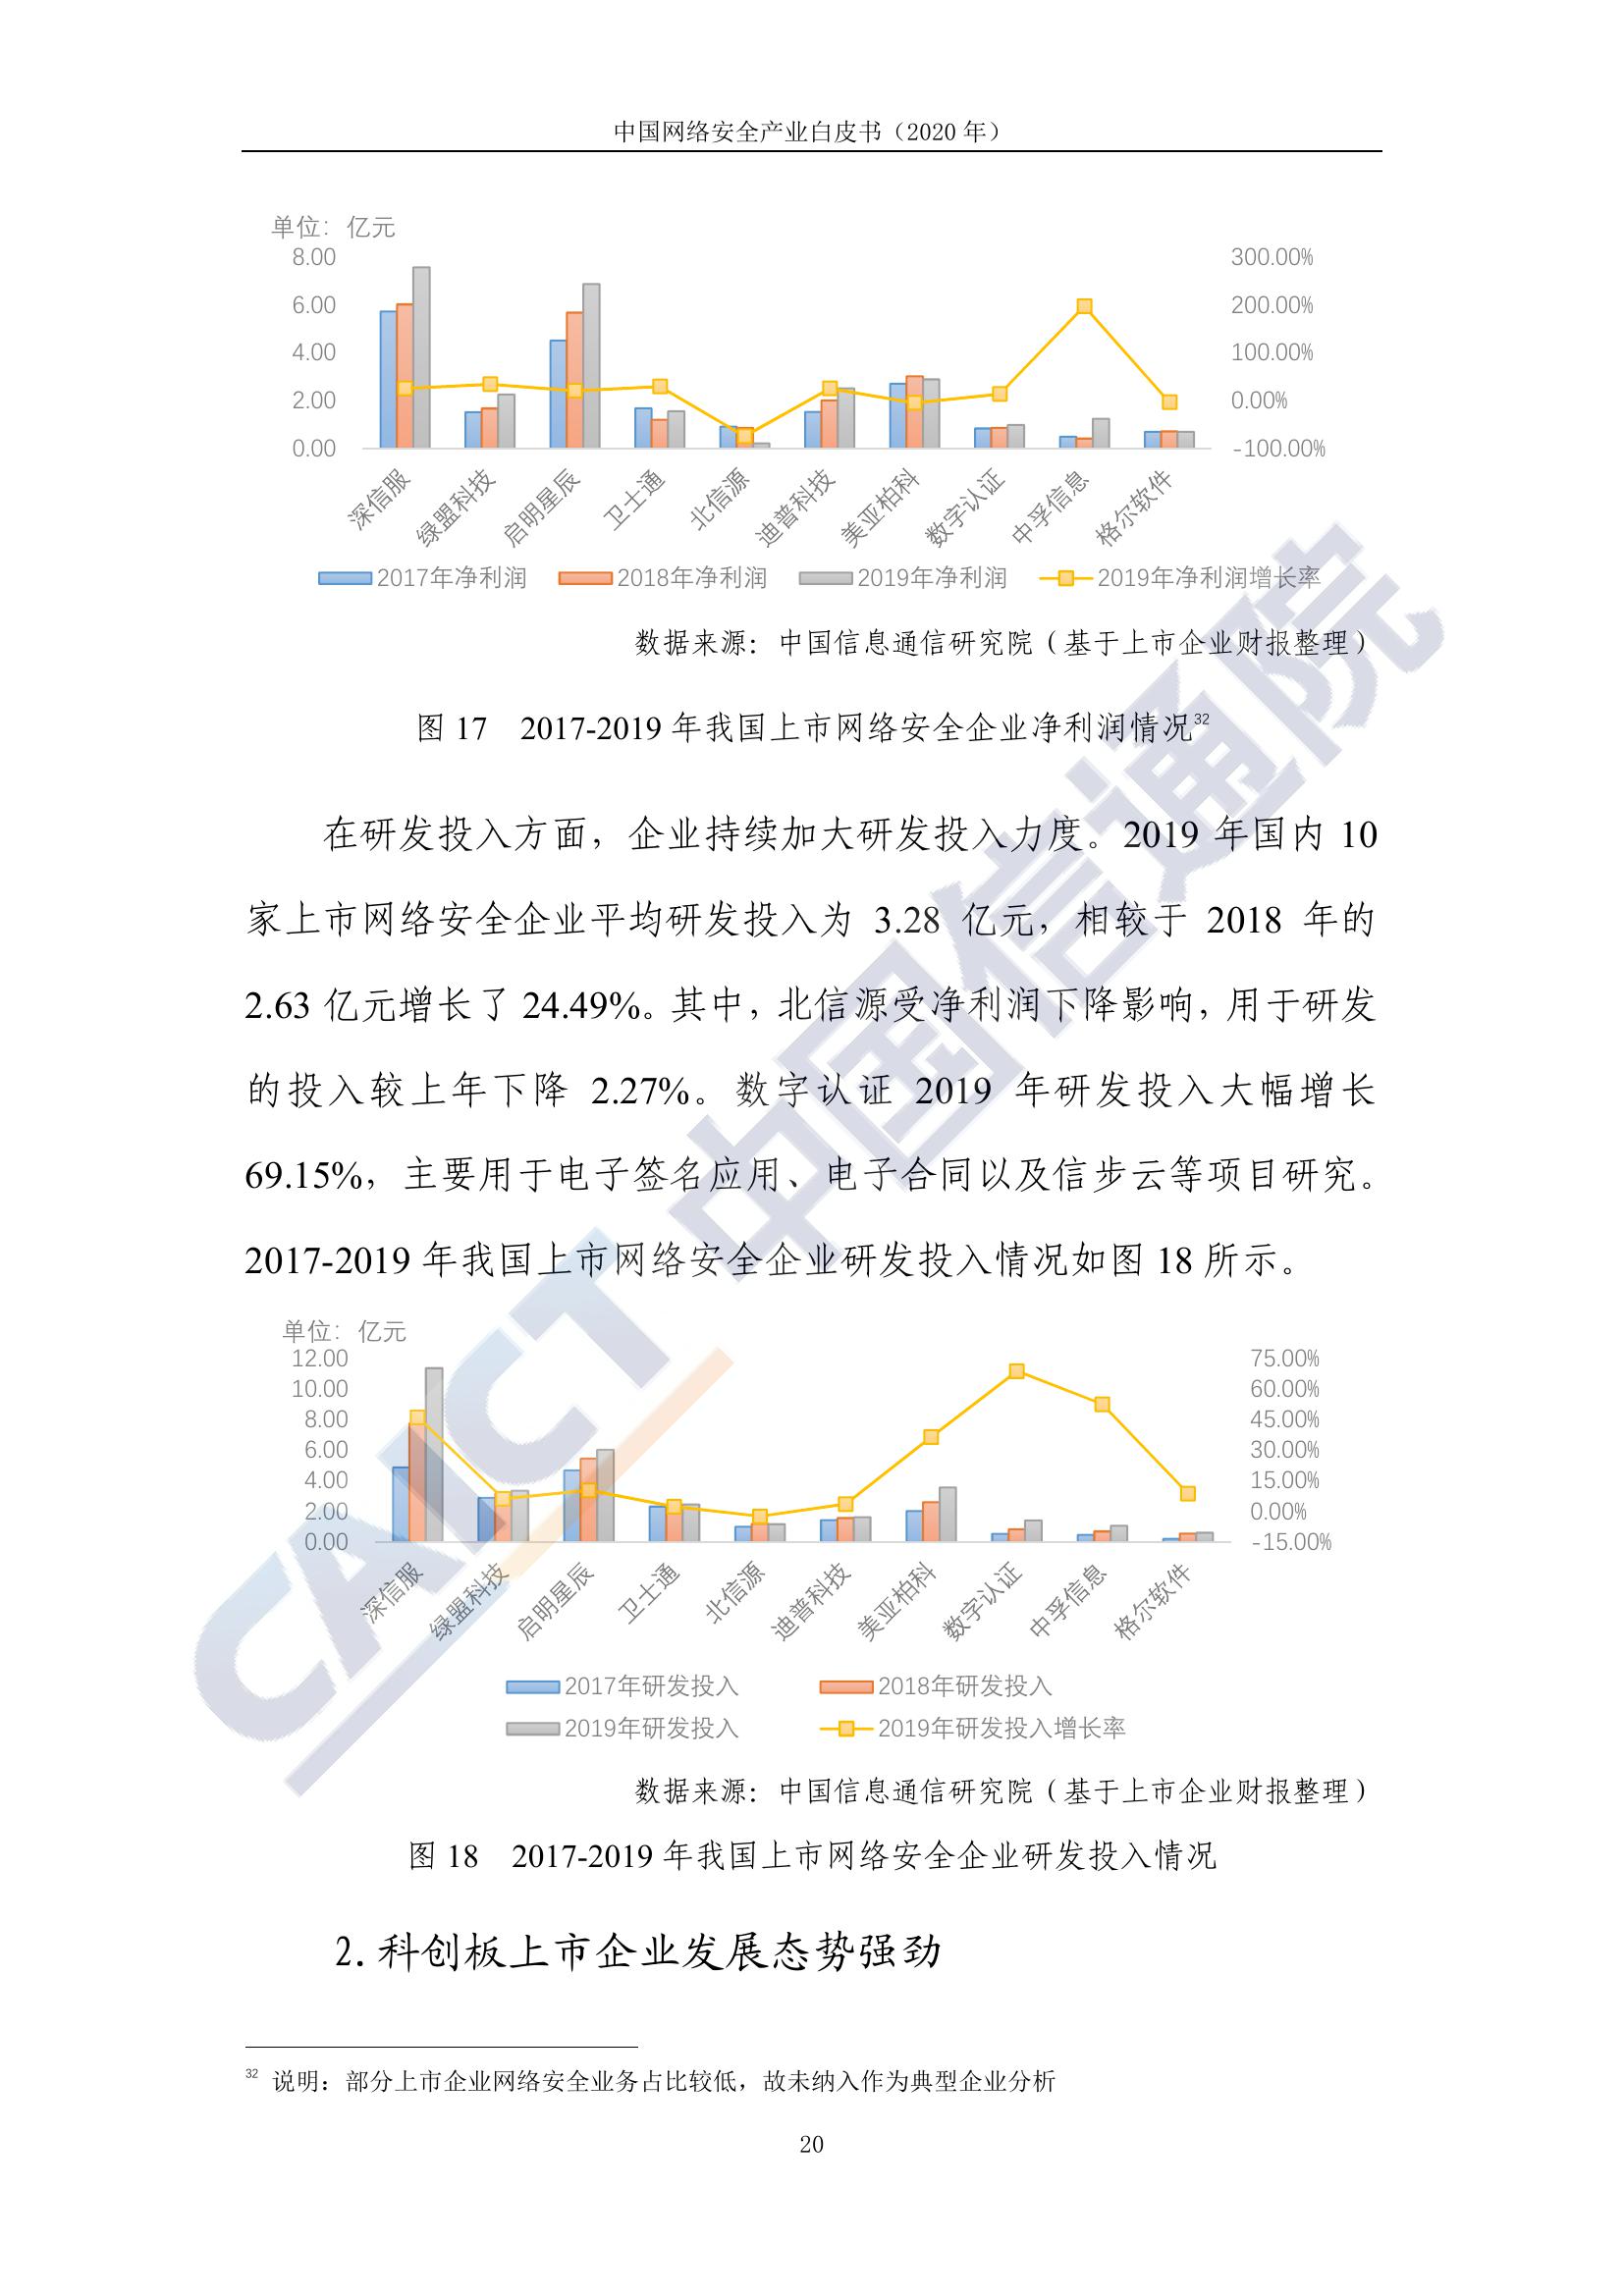 中国网络安全产业白皮书（2020 年）
单位：亿元
8.00
6.00
4.00
2.00
0.00
300.00%
200.00%
100.00%
0.00%
-100.00%
深信服
绿盟科技
启明星辰
卫士通
北信源
迪普科技
美亚柏科
数字认证
中孚信息
格尔软件
2017年净利润 2018年净利润 2019年净利润 2019年净利润增长率
数据来源：中国信息通信研究院（基于上市企业财报整理）
图 17 2017-2019 年我国上市网络安全企业净利润情况32
在研发投入方面，企业持续加大研发投入力度。2019 年国内 10
家上市网络安全企业平均研发投入为 3.28 亿元，相较于 2018 年的
2.63 亿元增长了 24.49%。其中，北信源受净利润下降影响，用于研发
的投入较上年下降 2.27%。数字认证 2019 年研发投入大幅增长
69.15%，主要用于电子签名应用、电子合同以及信步云等项目研究。
2017-2019 年我国上市网络安全企业研发投入情况如图 18 所示。
单位：亿元
12.00
10.00
8.00
6.00
4.00
2.00
0.00
75.00%
60.00%
45.00%
30.00%
15.00%
0.00%
-15.00%
深信服
绿盟科技
启明星辰
卫士通
北信源
迪普科技
美亚柏科
数字认证
中孚信息
格尔软件
2017年研发投入 2018年研发投入
2019年研发投入 2019年研发投入增长率
数据来源：中国信息通信研究院（基于上市企业财报整理）
图 18 2017-2019 年我国上市网络安全企业研发投入情况
2.科创板上市企业发展态势强劲
32 说明：部分上市企业网络安全业务占比较低，故未纳入作为典型企业分析
20
CAICT 中国信通院